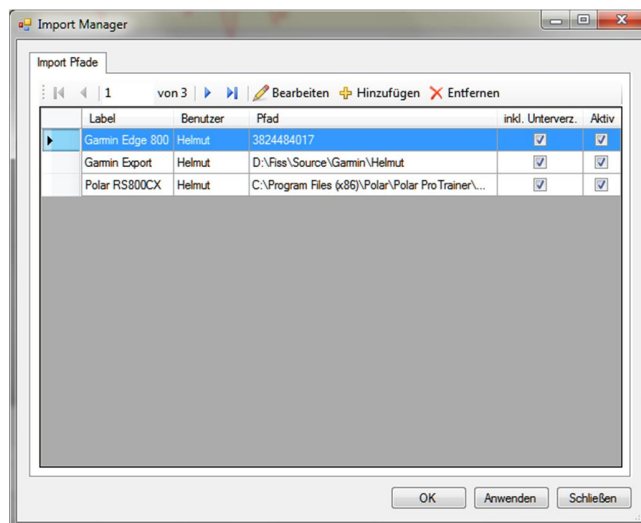 Import Manager
Import Pfade
1 von 3 Bearbeiten Hinzufügen Entfernen
Label Benutzer Pfad inkl. Unterverz. Aktiv
Garmin Edge 800 Helmut 3824484017
Garmin Export Helmut D:\Fiss\Source\Garmin\Helmut
Polar RS800CX Helmut C:\Program Files (x86)\Polar\Polar ProTrainer\...
OK Anwenden Schließen